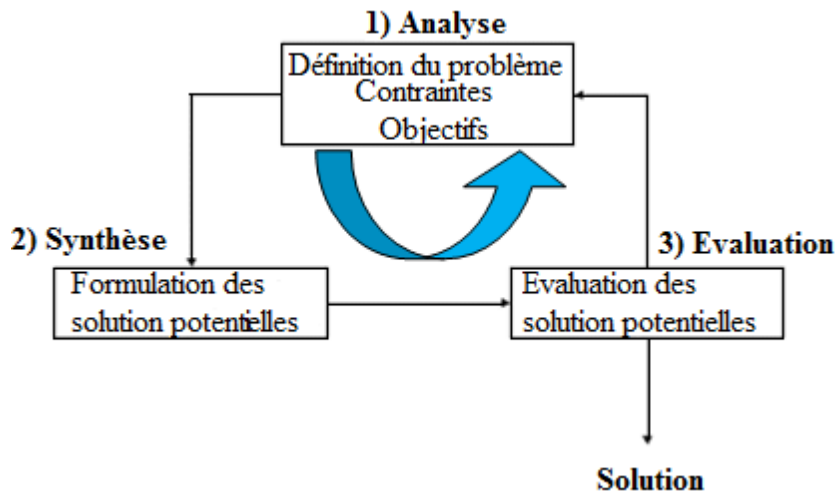 1) Analyse
Définition du problème
Contraintes
Objectifs
2) Synthèse
Formulation des
solution potentielles
3) Evaluation
Evaluation des
solution potentielles
Solution